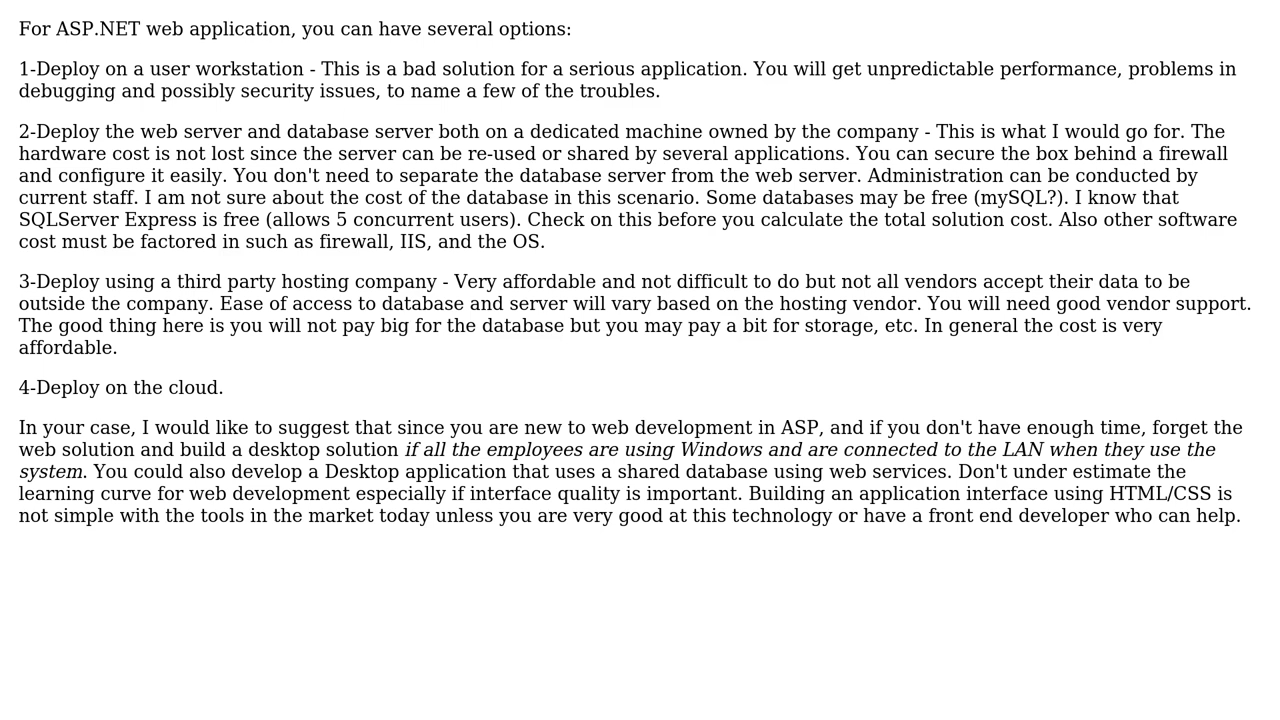 For ASP.NET web application, you can have several options:
1-Deploy on a user workstation - This is a bad solution for a serious application. You will get unpredictable performance, problems in
debugging and possibly security issues, to name a few of the troubles.
2-Deploy the web server and database server both on a dedicated machine owned by the company - This is what I would go for. The
hardware cost is not lost since the server can be re-used or shared by several applications. You can secure the box behind a firewall
and configure it easily. You don't need to separate the database server from the web server. Administration can be conducted by
current staff. I am not sure about the cost of the database in this scenario. Some databases may be free (mySQL?). I know that
SQLServer Express is free (allows 5 concurrent users). Check on this before you calculate the total solution cost. Also other software
cost must be factored in such as firewall, IIS, and the OS.
3-Deploy using a third party hosting company - Very affordable and not difficult to do but not all vendors accept their data to be
outside the company. Ease of access to database and server will vary based on the hosting vendor. You will need good vendor support.
The good thing here is you will not pay big for the database but you may pay a bit for storage, etc. In general the cost is very
affordable.
4-Deploy on the cloud.
In your case, I would like to suggest that since you are new to web development in ASP, and if you don't have enough time, forget the
web solution and build a desktop solution if all the employees are using Windows and are connected to the LAN when they use the
system. You could also develop a Desktop application that uses a shared database using web services. Don't under estimate the
learning curve for web development especially if interface quality is important. Building an application interface using HTML/CSS is
not simple with the tools in the market today unless you are very good at this technology or have a front end developer who can help.